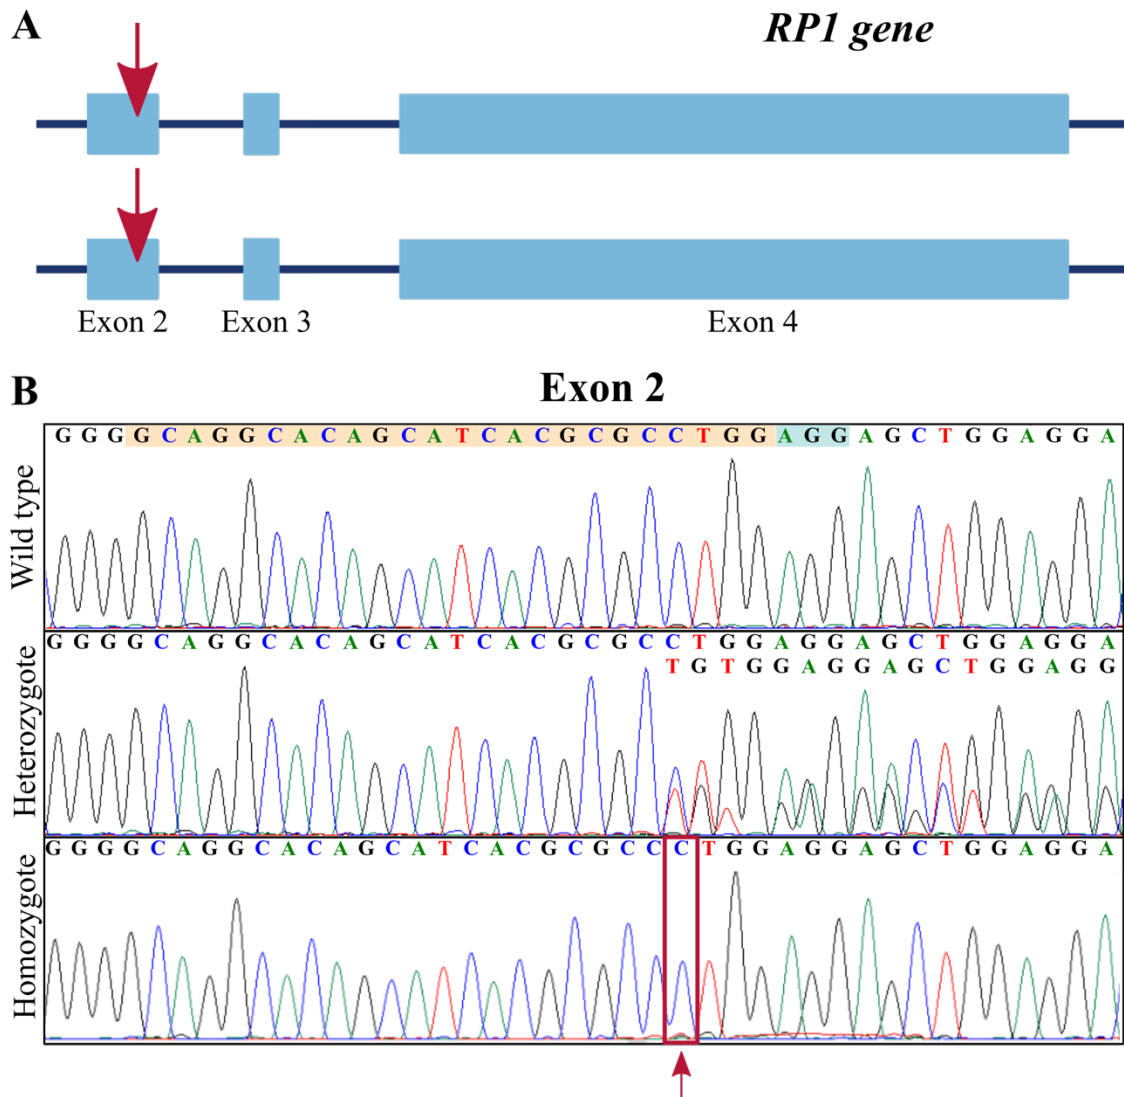 A
RP1 gene
Exon 2 Exon 3 Exon 4
B
Exon 2
Wild type
G G G G C A G G C A C A G C A T C A C G C G C C T G G A G G A G C T G G A G G A
Heterozygote
G G G G C A G G C A C A G C A T C A C G C G C C T G G A G G A G C T G G A G G A
T G T G G A G G A G C T G G A G G
Homozygote
G G G G C A G G C A C A G C A T C A C G C G C C C T G G A G G A G C T G G A G G A